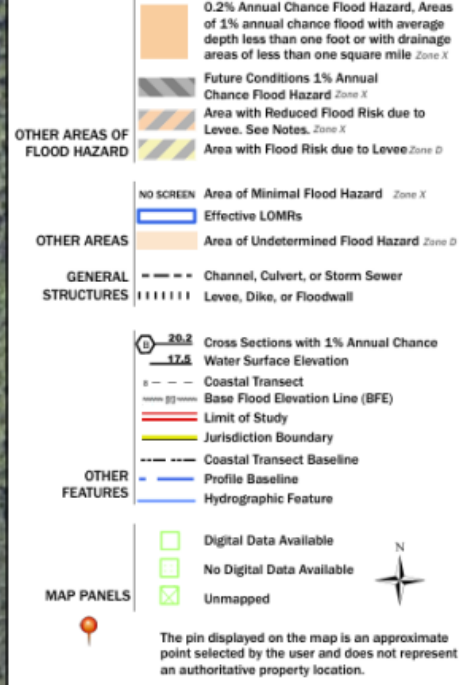 0.2% Annual Chance Flood Hazard, Areas
of 1% annual chance flood with average
depth less than one foot or with drainage
areas of less than one square mile Zone X
Future Conditions 1% Annual
Chance Flood Hazard Zone X
Area with Reduced Flood Risk due to
Levee. See Notes. Zone X
OTHER AREAS OF
FLOOD HAZARD
Area with Flood Risk due to Levee Zone D
NO SCREEN Area of Minimal Flood Hazard Zone X
Effective LOMRs
OTHER AREAS
Area of Undetermined Flood Hazard Zone D
GENERAL
STRUCTURES
Channel, Culvert, or Storm Sewer
Levee, Dike, or Floodwall
B 20.2 Cross Sections with 1% Annual Chance
17.5 Water Surface Elevation
Coastal Transect
Base Flood Elevation Line (BFE)
Limit of Study
Jurisdiction Boundary
Coastal Transect Baseline
OTHER
FEATURES
Profile Baseline
Hydrographic Feature
Digital Data Available
No Digital Data Available
MAP PANELS
Unmapped
N
The pin displayed on the map is an approximate
point selected by the user and does not represent
an authoritative property location.